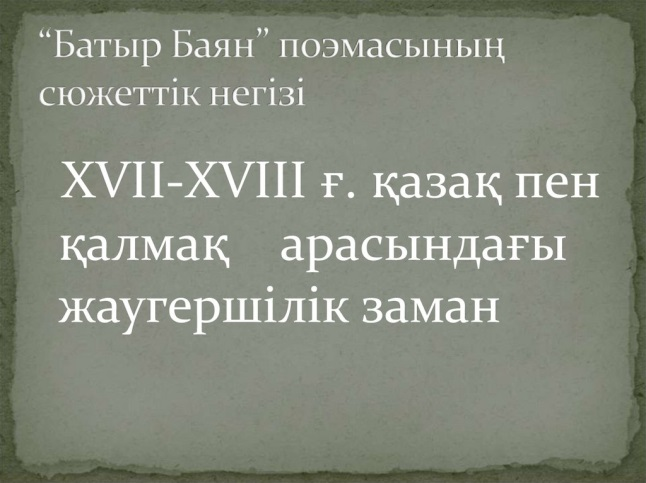 “Батыр Баян” поэмасының
сюжеттік негізі
XVII-XVIII ғ. қазақ пен
қалмақ арасындағы
жаугершілік заман